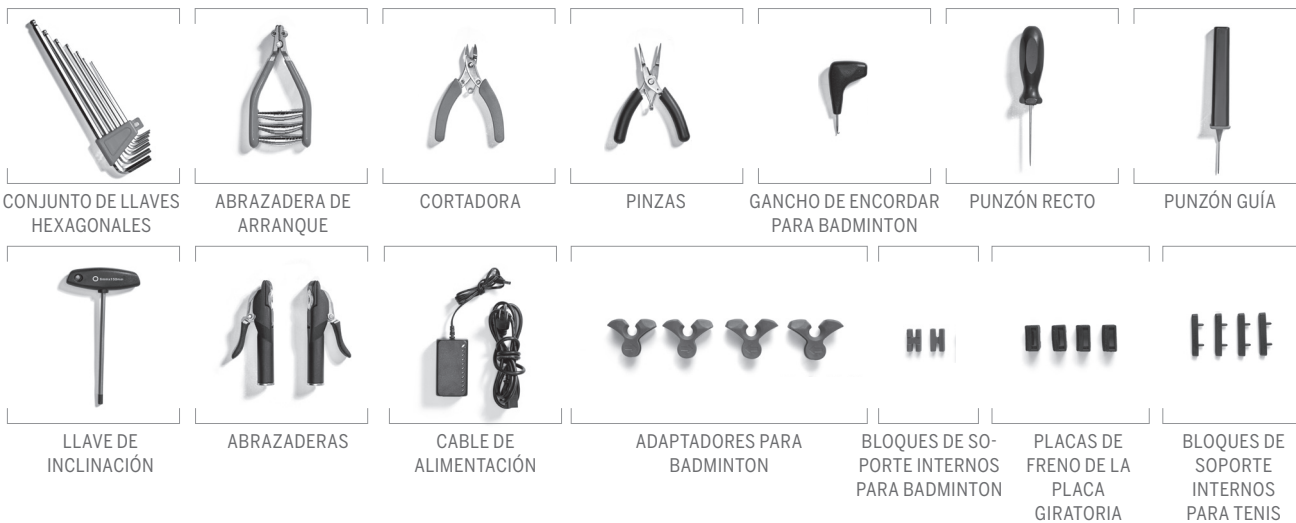 CONJUNTO DE LLAVES
HEXAGONALES
ABRAZADERA DE
ARRANQUE
CORTADORA
PINZAS
GANCHO DE ENCORDAR
PARA BADMINTON
PUNZÓN RECTO
PUNZÓN GUÍA
LLAVE DE
INCLINACIÓN
ABRAZADERAS
CABLE DE
ALIMENTACIÓN
ADAPTADORES PARA
BADMINTON
BLOQUES DE SO-
PORTE INTERNOS
PARA BADMINTON
PLACAS DE
FRENO DE LA
PLACA
GIRATORIA
BLOQUES DE
SOPORTE
INTERNOS
PARA TENIS